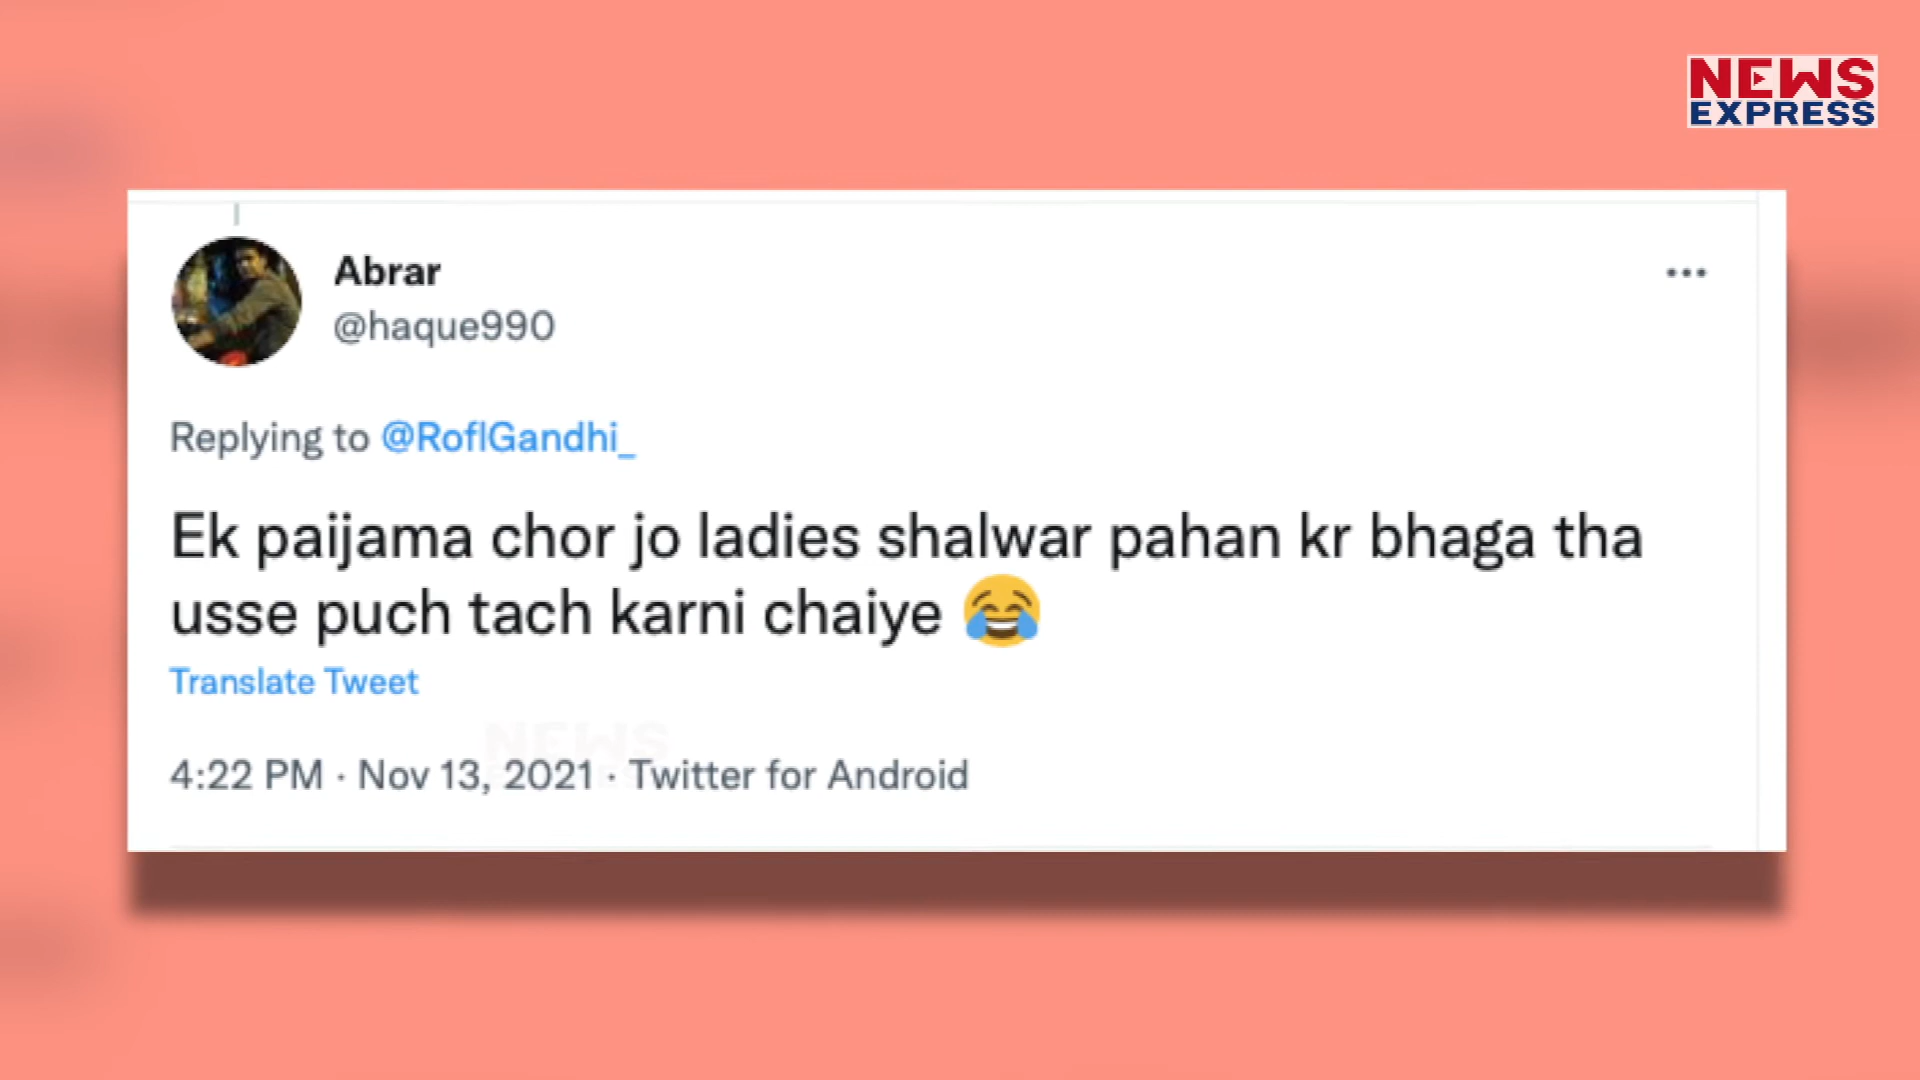 NEWS
EXPRESS
Abrar
@haque990
Replying to @RoflGandhi_
Ek paijama chor jo ladies shalwar pahan kr bhaga tha
usse puch tach karni chaiye 😂
Translate Tweet
NEWS
4:22 PM · Nov 13, 2021 · Twitter for Android